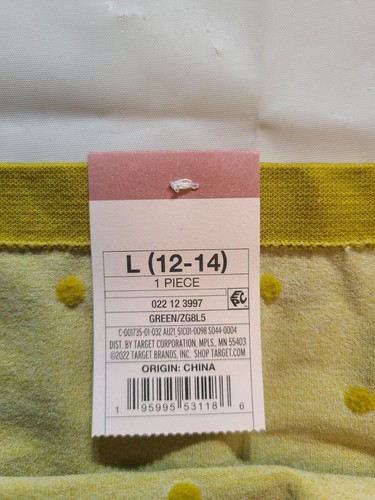 L (12-14)
1 PIECE
022 12 3997
GREEN/ZG8L5
C-001735-01-032 AU21 51C01-0098 S044-0004
DIST. BY TARGET CORPORATION, MPLS, MN 55403
©2022 TARGET BRANDS, INC. SHOP TARGET.COM
ORIGIN: CHINA
1 95995 53118 6